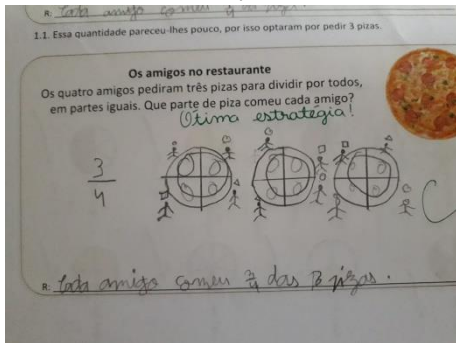 R: Cada amigo comeu
1.1. Essa quantidade pareceu-lhes pouco, por isso optaram por pedir 3 pizas.
Os amigos no restaurante
Os quatro amigos pediram três pizas para dividir por todos,
em partes iguais. Que parte de piza comeu cada amigo?
Otima estratégia!
3
4
R: Cada amigo comeu 3/4 das 3 pizas.